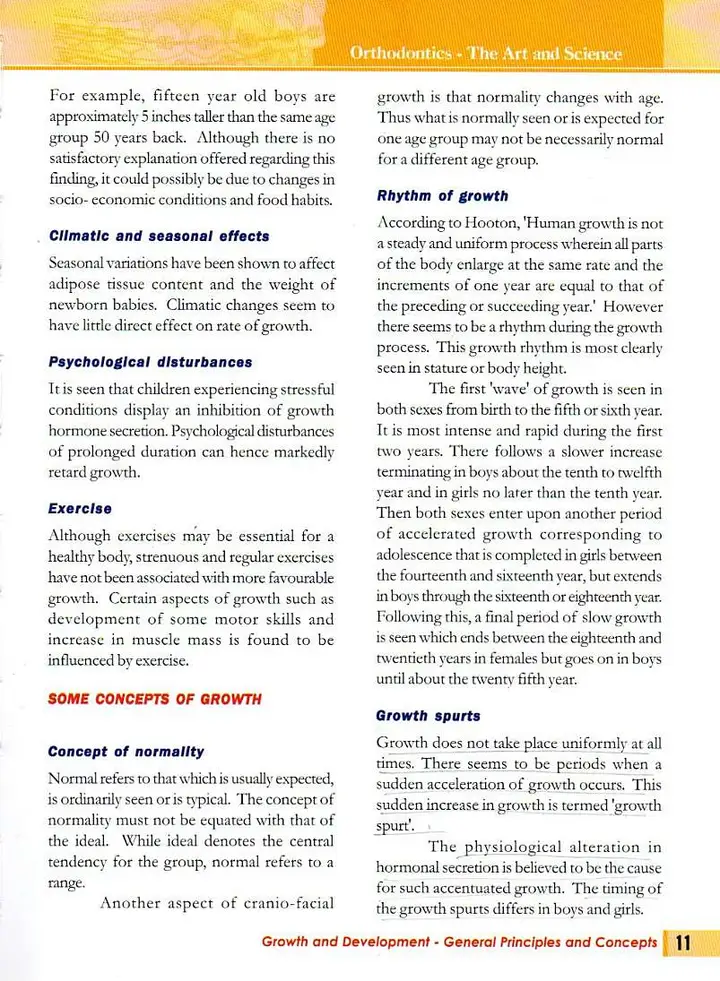 Orthodontics - The Art and Science
For example, fifteen year old boys are
approximately 5 inches taller than the same age
group 50 years back. Although there is no
satisfactory explanation offered regarding this
finding, it could possibly be due to changes in
socio- economic conditions and food habits.
Climatic and seasonal effects
Seasonal variations have been shown to affect
adipose tissue content and the weight of
newborn babies. Climatic changes seem to
have little direct effect on rate of growth.
Psychological disturbances
It is seen that children experiencing stressful
conditions display an inhibition of growth
hormone secretion. Psychological disturbances
of prolonged duration can hence markedly
retard growth.
Exercise
Although exercises may be essential for a
healthy body, strenuous and regular exercises
have not been associated with more favourable
growth. Certain aspects of growth such as
development of some motor skills and
increase in muscle mass is found to be
influenced by exercise.
SOME CONCEPTS OF GROWTH
Concept of normality
Normal refers to that which is usually expected,
is ordinarily seen or is typical. The concept of
normality must not be equated with that of
the ideal. While ideal denotes the central
tendency for the group, normal refers to a
range.
Another aspect of cranio-facial
growth is that normality changes with age.
Thus what is normally seen or is expected for
one age group may not be necessarily normal
for a different age group.
Rhythm of growth
According to Hooton, 'Human growth is not
a steady and uniform process wherein all parts
of the body enlarge at the same rate and the
increments of one year are equal to that of
the preceding or succeeding year.' However
there seems to be a rhythm during the growth
process. This growth rhythm is most clearly
seen in stature or body height.
The first 'wave' of growth is seen in
both sexes from birth to the fifth or sixth year.
It is most intense and rapid during the first
two years. There follows a slower increase
terminating in boys about the tenth to twelfth
year and in girls no later than the tenth year.
Then both sexes enter upon another period
of accelerated growth corresponding to
adolescence that is completed in girls between
the fourteenth and sixteenth year, but extends
in boys through the sixteenth or eighteenth year.
Following this, a final period of slow growth
is seen which ends between the eighteenth and
twentieth years in females but goes on in boys
until about the twenty fifth year.
Growth spurts
Growth does not take place uniformly at all
times. There seems to be periods when a
sudden acceleration of growth occurs. This
sudden increase in growth is termed 'growth
spurt'.
The physiological alteration in
hormonal secretion is believed to be the cause
for such accentuated growth. The timing of
the growth spurts differs in boys and girls.
Growth and Development - General Principles and Concepts 11